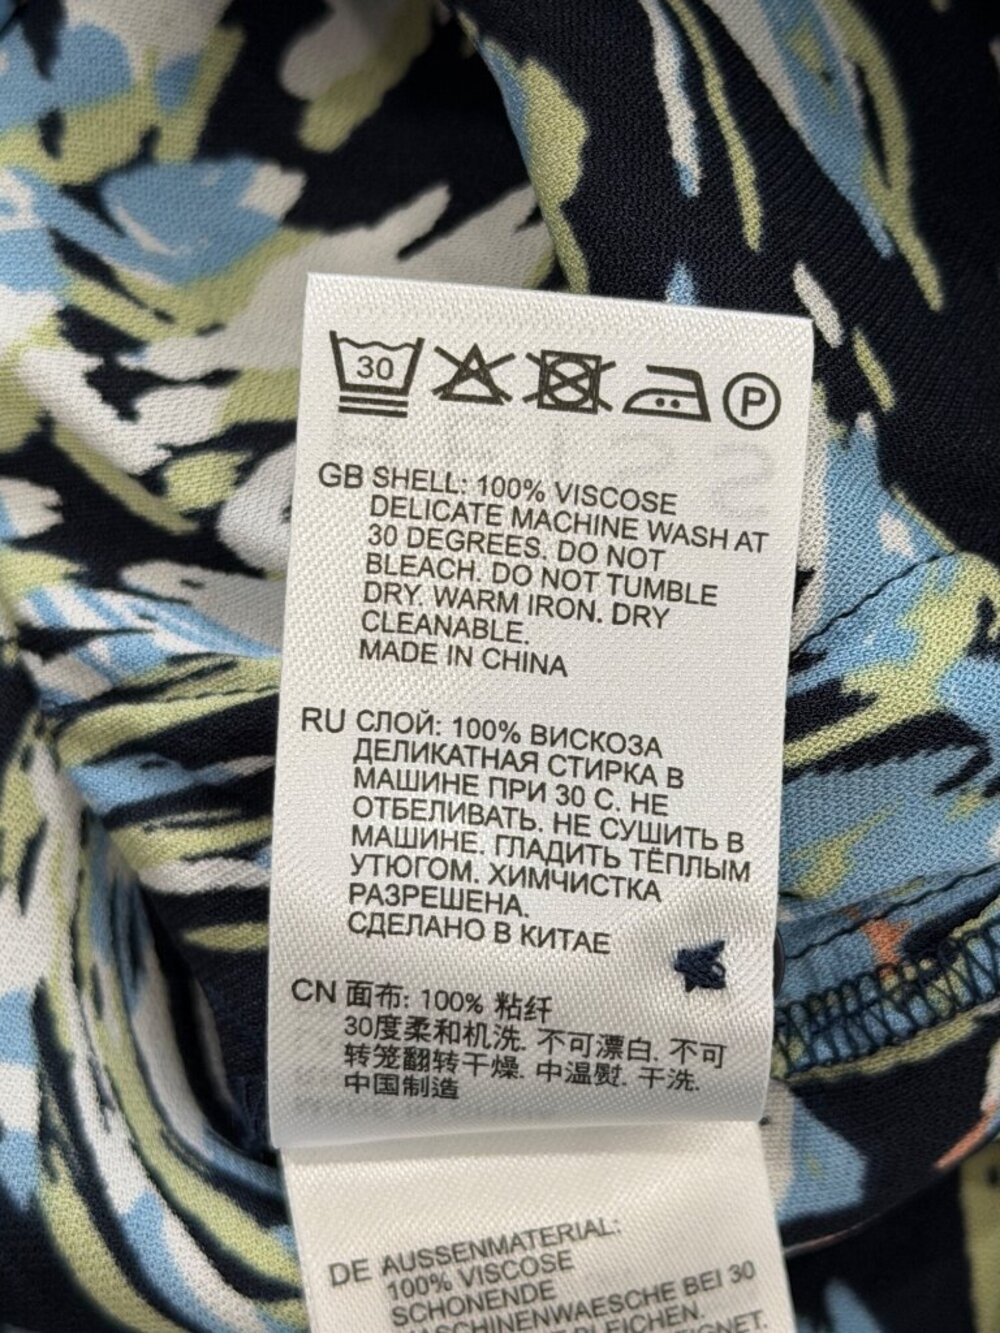 30
P
GB SHELL: 100% VISCOSE
DELICATE MACHINE WASH AT
30 DEGREES. DO NOT
BLEACH. DO NOT TUMBLE
DRY. WARM IRON. DRY
CLEANABLE.
MADE IN CHINA
RU СЛОЙ: 100% ВИСКОЗА
ДЕЛИКАТНАЯ СТИРКА В
МАШИНЕ ПРИ 30 С. НЕ
ОТБЕЛИВАТЬ. НЕ СУШИТЬ В
МАШИНЕ. ГЛАДИТЬ ТЁПЛЫМ
УТЮГОМ. ХИМЧИСТКА
РАЗРЕШЕНА.
СДЕЛАНО В КИТАЕ
CN 面布: 100% 粘纤
30度柔和机洗. 不可漂白. 不可
转笼翻转干燥. 中温熨. 干洗.
中国制造
DE AUSSENMATERIAL:
100% VISCOSE
SCHONENDE
MASCHINENWAESCHE BEI 30